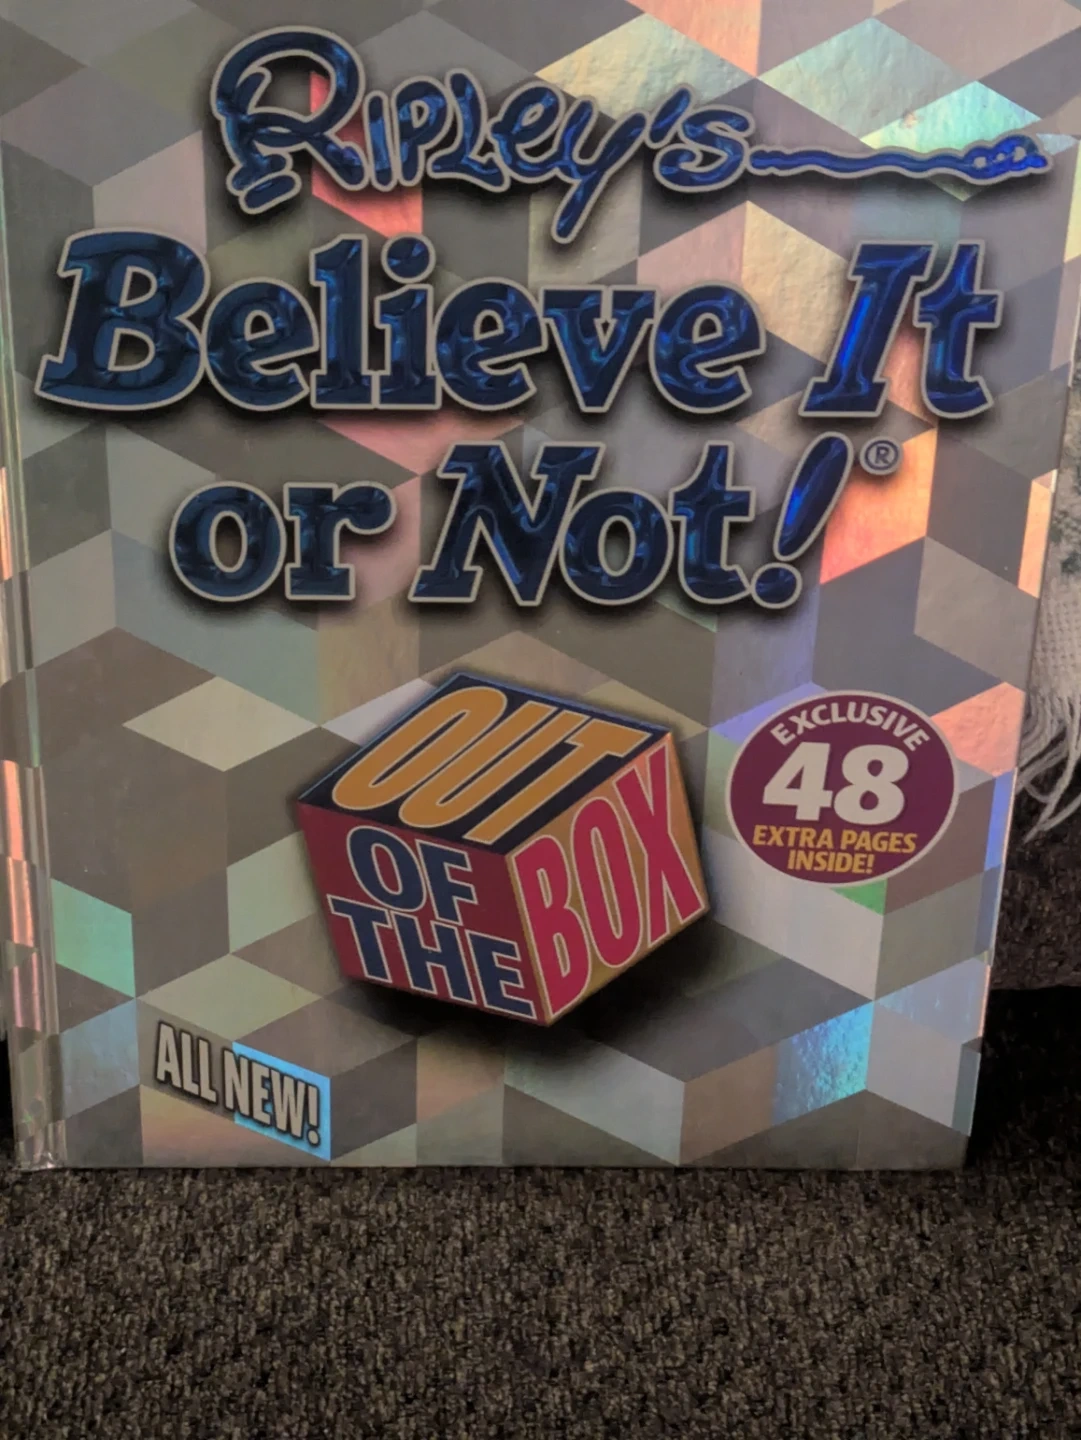 Ripley's
Believe It
or Not!®
OUT
OF
THE
BOX
EXCLUSIVE
48
EXTRA PAGES
INSIDE!
ALL NEW!